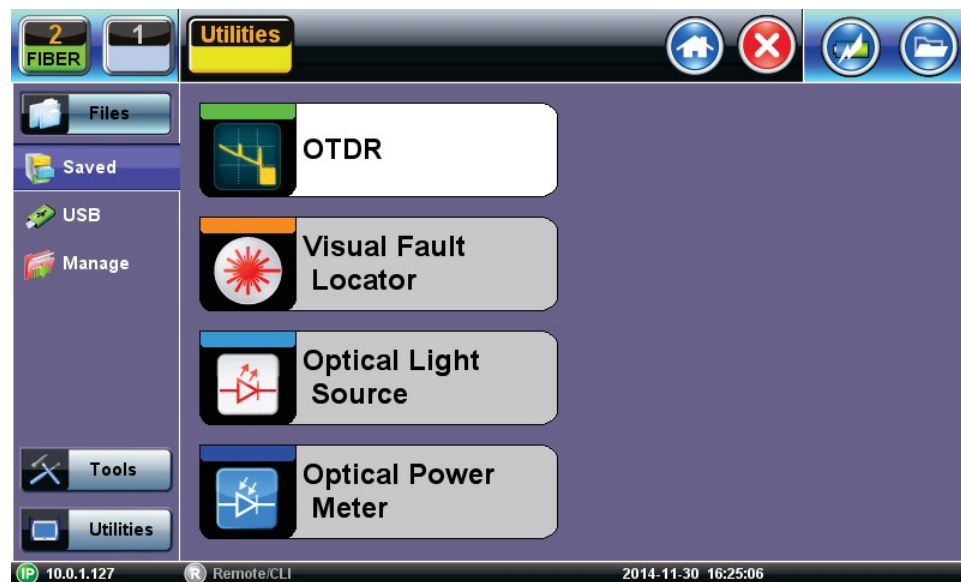 2
FIBER
1
Utilities
Files
Saved
USB
Manage
Tools
Utilities
OTDR
Visual Fault
Locator
Optical Light
Source
Optical Power
Meter
IP 10.0.1.127
R Remote/CLI
2014-11-30 16:25:06